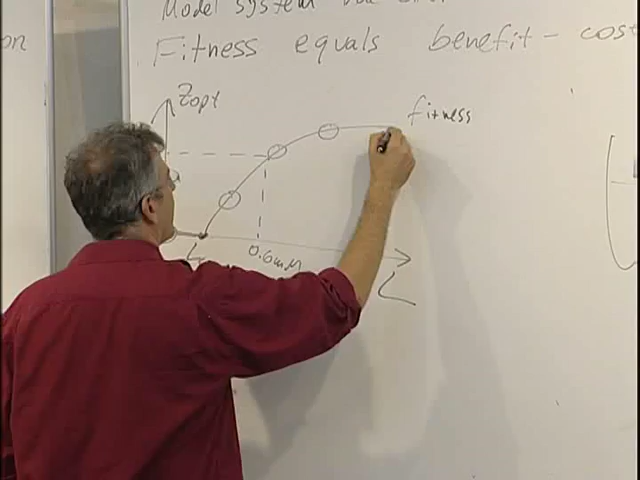 on
Model system
Fitness equals benefit - cost
Zopt
fitness
0.6mM
L